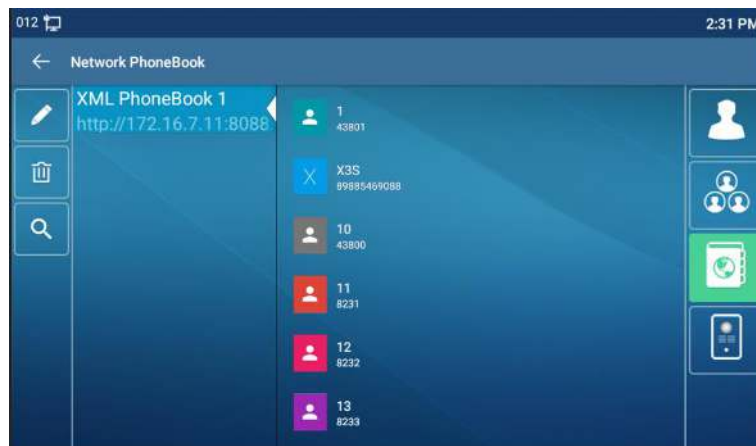 012
2:31 PM
Network PhoneBook
XML PhoneBook 1
http://172.16.7.11:8088
1
43801
X
X3S
89885469088
10
43800
11
8231
12
8232
13
8233